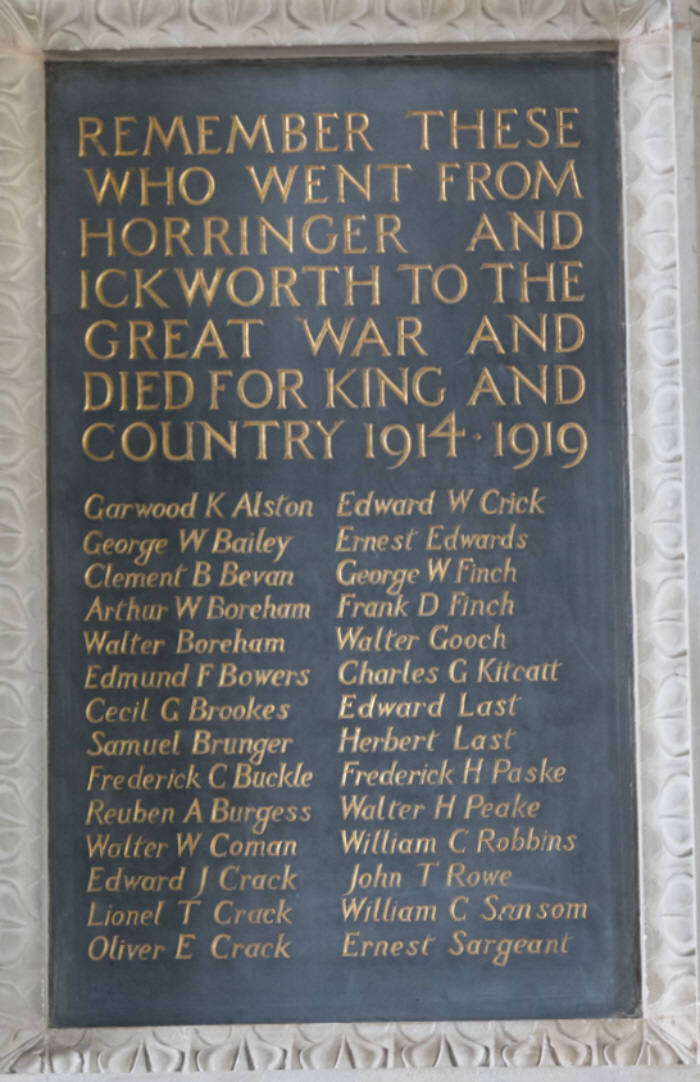 REMEMBER THESE
WHO WENT FROM
HORRINGER AND
ICKWORTH TO THE
GREAT WAR AND
DIED FOR KING AND
COUNTRY 1914 · 1919
Garwood K Alston
George W Bailey
Clement B Bevan
Arthur W Boreham
Walter Boreham
Edmund F Bowers
Cecil G Brookes
Samuel Brunger
Frederick C Buckle
Reuben A Burgess
Walter W Coman
Edward J Crack
Lionel T Crack
Oliver E Crack
Edward W Crick
Ernest Edwards
George W Finch
Frank D Finch
Walter Gooch
Charles G Kitcatt
Edward Last
Herbert Last
Frederick H Paske
Walter H Peake
William C Robbins
John T Rowe
William C Sansom
Ernest Sargeant